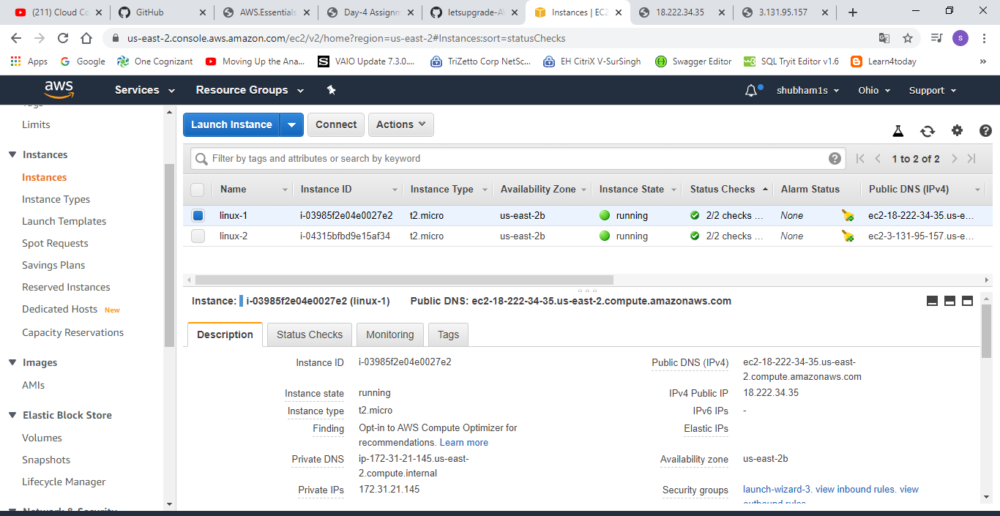 (211) Cloud Co
GitHub
AWS.Essentials
Day-4 Assignm
letsupgrade-A
Instances | EC2
18.222.34.35
3.131.95.157
us-east-2.console.aws.amazon.com/ec2/v2/home?region=us-east-2#Instances:sort=statusChecks
s
Apps
Google
One Cognizant
Moving Up the Ana...
VAIO Update 7.3.0....
TriZetto Corp NetSc...
EH CitriX V-SurSingh
Swagger Editor
SQL Tryit Editor v1.6
Learn4today
»
aws
Services
Resource Groups
shubham1s
Ohio
Support
Tags
Limits
Instances
Instances
Instance Types
Launch Templates
Spot Requests
Savings Plans
Reserved Instances
Dedicated Hosts New
Capacity Reservations
Images
AMIs
Elastic Block Store
Volumes
Snapshots
Lifecycle Manager
Network & Security
Launch Instance
Connect
Actions
Filter by tags and attributes or search by keyword
1 to 2 of 2
Name Instance ID Instance Type Availability Zone Instance State Status Checks Alarm Status Public DNS (IPv4)
linux-1 i-03985f2e04e0027e2 t2.micro us-east-2b running 2/2 checks ... None ec2-18-222-34-35.us-e...
linux-2 i-04315bfbd9e15af34 t2.micro us-east-2b running 2/2 checks ... None ec2-3-131-95-157.us-e...
Instance: i-03985f2e04e0027e2 (linux-1) Public DNS: ec2-18-222-34-35.us-east-2.compute.amazonaws.com
Description
Status Checks
Monitoring
Tags
Instance ID i-03985f2e04e0027e2
Instance state running
Instance type t2.micro
Finding Opt-in to AWS Compute Optimizer for
recommendations. Learn more
Private DNS ip-172-31-21-145.us-east-
2.compute.internal
Private IPs 172.31.21.145
Public DNS (IPv4) ec2-18-222-34-35.us-east-
2.compute.amazonaws.com
IPv4 Public IP 18.222.34.35
IPv6 IPs -
Elastic IPs
Availability zone us-east-2b
Security groups launch-wizard-3. view inbound rules. view
outbound rules